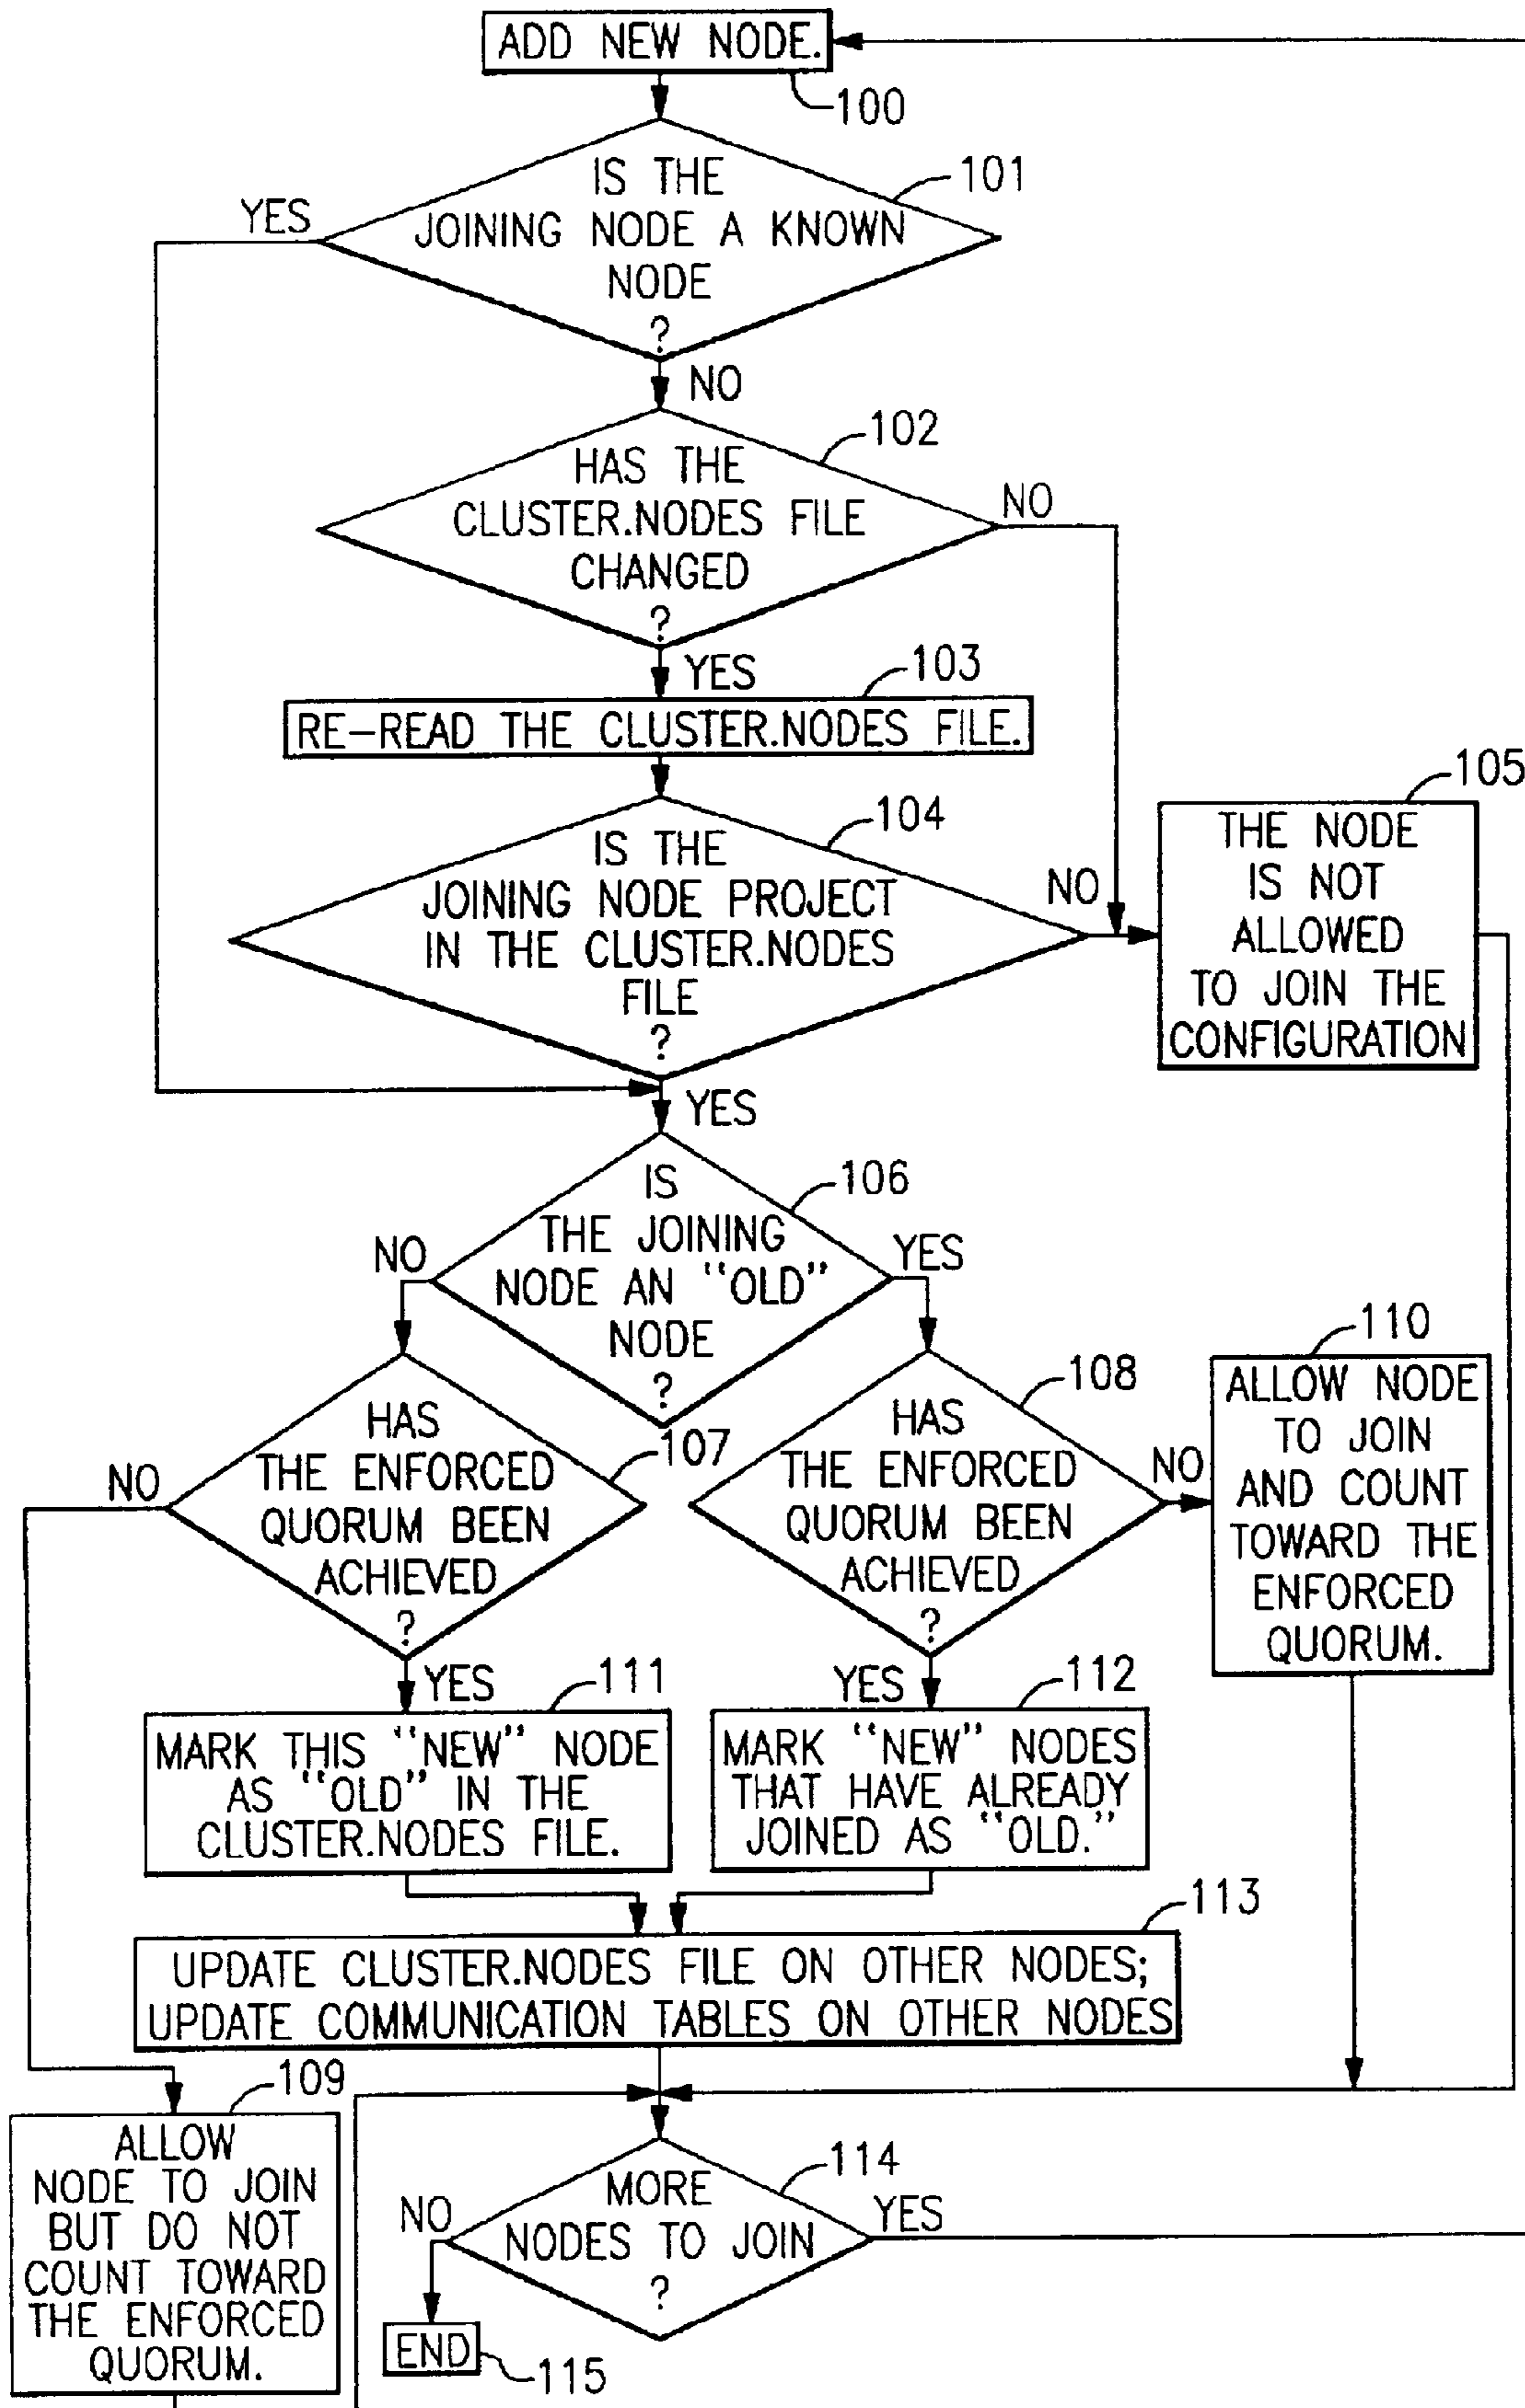 ADD NEW NODE.
100
IS THE
JOINING NODE A KNOWN
NODE
?
101
YES
NO
HAS THE
CLUSTER.NODES FILE
CHANGED
?
102
NO
YES
103
RE-READ THE CLUSTER.NODES FILE.
IS THE
JOINING NODE PROJECT
IN THE CLUSTER.NODES
FILE
?
104
NO
105
THE NODE
IS NOT
ALLOWED
TO JOIN THE
CONFIGURATION
YES
IS
THE JOINING
NODE AN "OLD"
NODE
?
106
NO
YES
HAS
THE ENFORCED
QUORUM BEEN
ACHIEVED
?
107
NO
YES
HAS
THE ENFORCED
QUORUM BEEN
ACHIEVED
?
108
NO
YES
110
ALLOW NODE
TO JOIN
AND COUNT
TOWARD THE
ENFORCED
QUORUM.
111
MARK THIS "NEW" NODE
AS "OLD" IN THE
CLUSTER.NODES FILE.
112
MARK "NEW" NODES
THAT HAVE ALREADY
JOINED AS "OLD."
113
UPDATE CLUSTER.NODES FILE ON OTHER NODES;
UPDATE COMMUNICATION TABLES ON OTHER NODES
109
ALLOW
NODE TO JOIN
BUT DO NOT
COUNT TOWARD
THE ENFORCED
QUORUM.
MORE
NODES TO JOIN
?
114
NO
YES
END
115